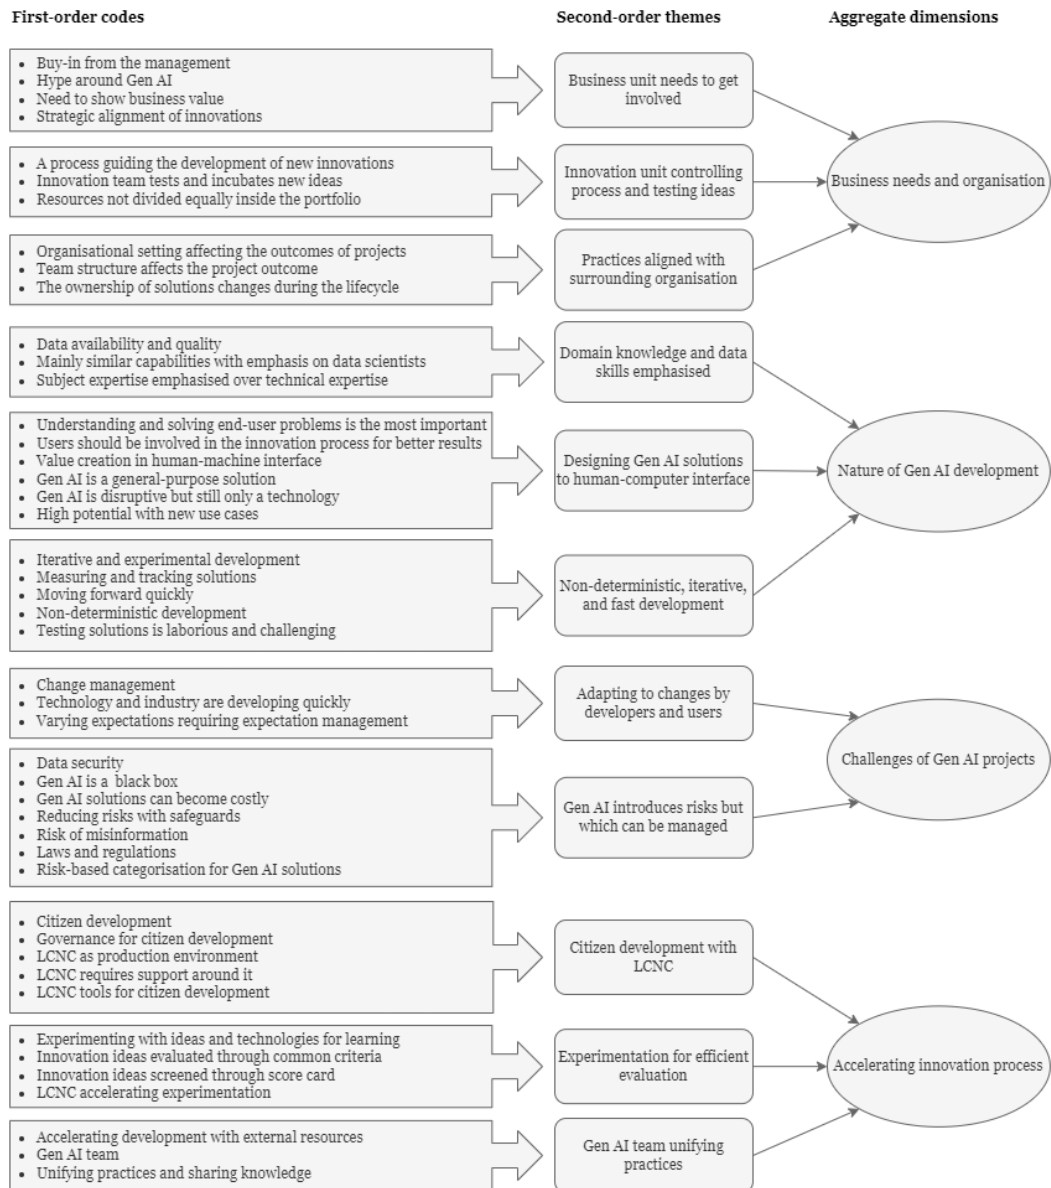 First-order codes
Second-order themes
Aggregate dimensions
• Buy-in from the management
• Hype around Gen AI
• Need to show business value
• Strategic alignment of innovations
Business unit needs to get
involved
• A process guiding the development of new innovations
• Innovation team tests and incubates new ideas
• Resources not divided equally inside the portfolio
Innovation unit controlling
process and testing ideas
Business needs and organisation
• Organisational setting affecting the outcomes of projects
• Team structure affects the project outcome
• The ownership of solutions changes during the lifecycle
Practices aligned with
surrounding organisation
• Data availability and quality
• Mainly similar capabilities with emphasis on data scientists
• Subject expertise emphasised over technical expertise
Domain knowledge and data
skills emphasised
• Understanding and solving end-user problems is the most important
• Users should be involved in the innovation process for better results
• Value creation in human-machine interface
• Gen AI is a general-purpose solution
• Gen AI is disruptive but still only a technology
• High potential with new use cases
Designing Gen AI solutions
to human-computer interface
Nature of Gen AI development
• Iterative and experimental development
• Measuring and tracking solutions
• Moving forward quickly
• Non-deterministic development
• Testing solutions is laborious and challenging
Non-deterministic, iterative,
and fast development
• Change management
• Technology and industry are developing quickly
• Varying expectations requiring expectation management
Adapting to changes by
developers and users
Challenges of Gen AI projects
• Data security
• Gen AI is a black box
• Gen AI solutions can become costly
• Reducing risks with safeguards
• Risk of misinformation
• Laws and regulations
• Risk-based categorisation for Gen AI solutions
Gen AI introduces risks but
which can be managed
• Citizen development
• Governance for citizen development
• LCNC as production environment
• LCNC requires support around it
• LCNC tools for citizen development
Citizen development with
LCNC
• Experimenting with ideas and technologies for learning
• Innovation ideas evaluated through common criteria
• Innovation ideas screened through score card
• LCNC accelerating experimentation
Experimentation for efficient
evaluation
Accelerating innovation process
• Accelerating development with external resources
• Gen AI team
• Unifying practices and sharing knowledge
Gen AI team unifying
practices